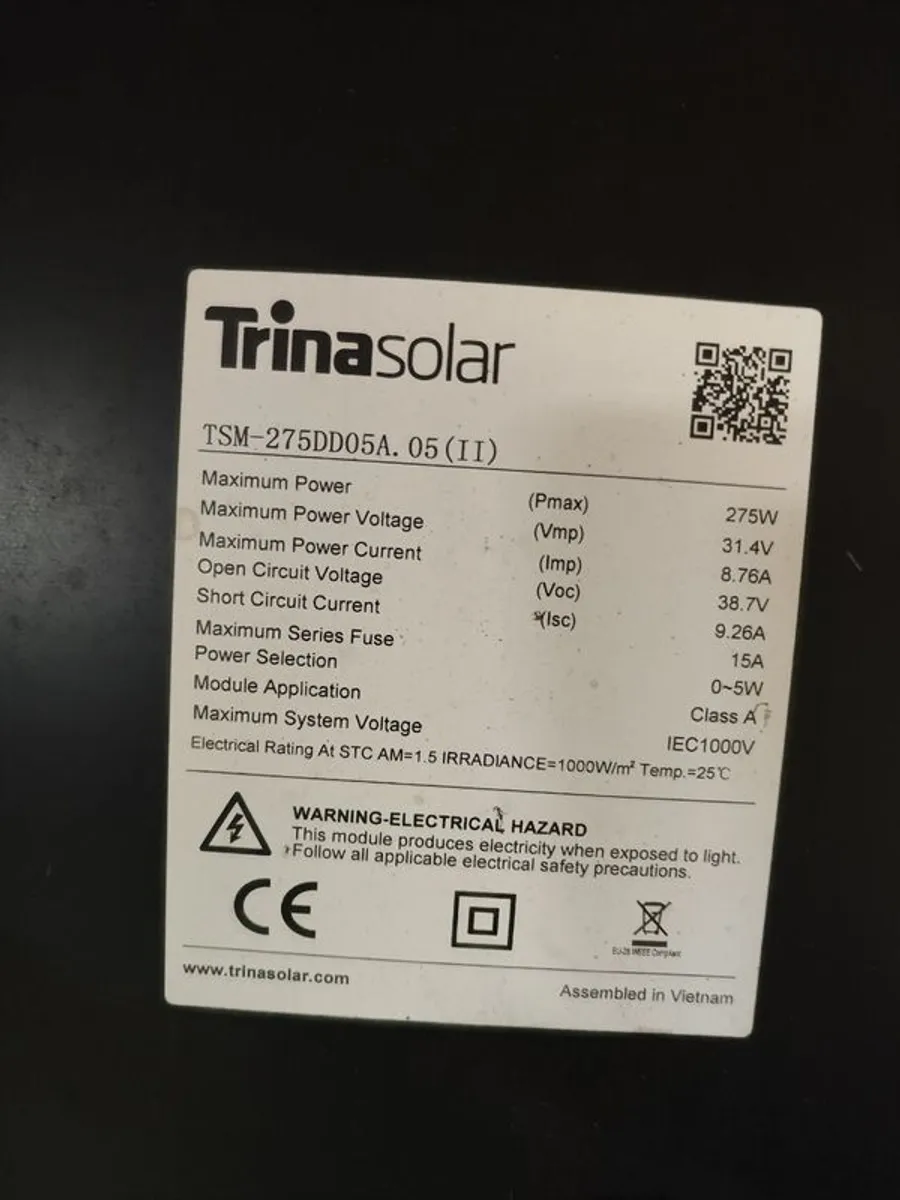 Trinasolar
TSM-275DD05A.05(II)
Maximum Power (Pmax) 275W
Maximum Power Voltage (Vmp) 31.4V
Maximum Power Current (Imp) 8.76A
Open Circuit Voltage (Voc) 38.7V
Short Circuit Current (Isc) 9.26A
Maximum Series Fuse 15A
Power Selection 0~5W
Module Application Class A
Maximum System Voltage IEC1000V
Electrical Rating At STC AM=1.5 IRRADIANCE=1000W/m² Temp.=25℃
WARNING-ELECTRICAL HAZARD
This module produces electricity when exposed to light.
Follow all applicable electrical safety precautions.
CE
EU-28 WEEE Compliant
www.trinasolar.com
Assembled in Vietnam